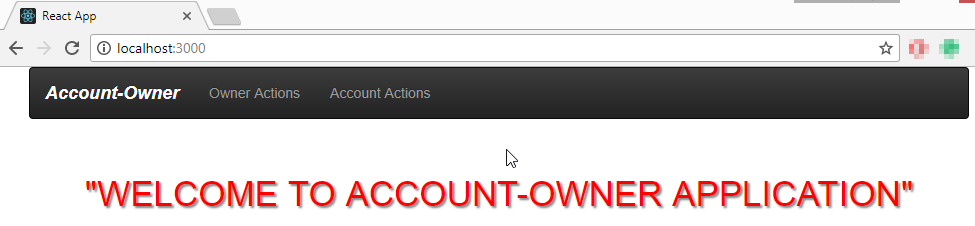 React App
localhost:3000
Account-Owner Owner Actions Account Actions
"WELCOME TO ACCOUNT-OWNER APPLICATION"